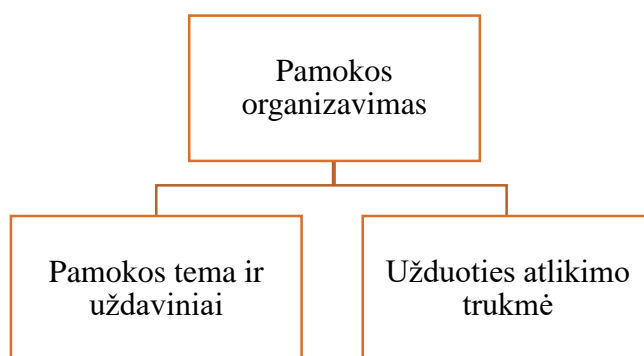 Pamokos
organizavimas
Pamokos tema ir
uždaviniai
Užduoties atlikimo
trukmė